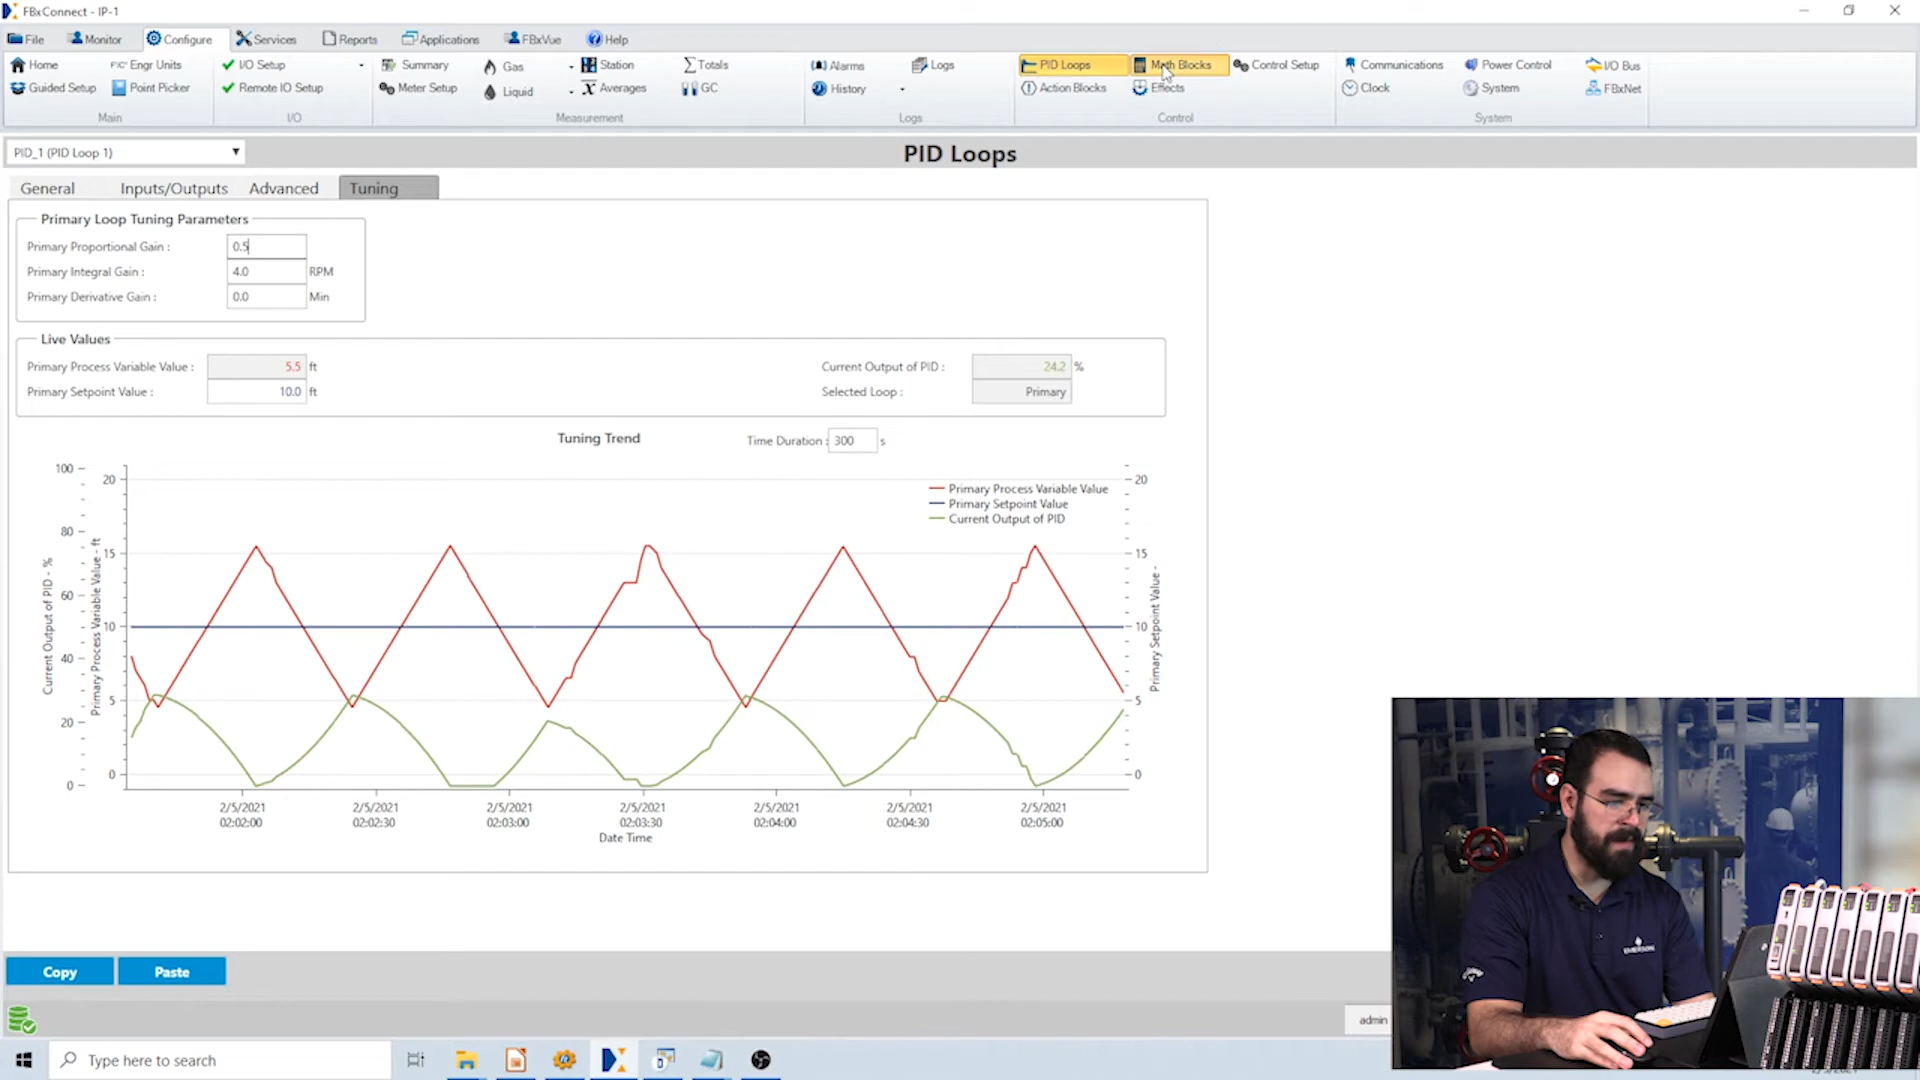 FBxConnect - IP-1
File Monitor Configure Services Reports Applications FBxVue Help
Home Engr Units I/O Setup Summary Gas Station Totals Alarms Logs PID Loops Math Blocks Control Setup Communications Power Control I/O Bus
Guided Setup Point Picker Remote IO Setup Meter Setup Liquid Averages GC History Action Blocks Effects Clock System FBxNet
Main I/O Measurement Logs Control System
PID_1 (PID Loop 1)
PID Loops
General Inputs/Outputs Advanced Tuning
Primary Loop Tuning Parameters
Primary Proportional Gain : 0.5
Primary Integral Gain : 4.0 RPM
Primary Derivative Gain : 0.0 Min
Live Values
Primary Process Variable Value : 5.5 ft Current Output of PID : 24.2 %
Primary Setpoint Value : 10.0 ft Selected Loop : Primary
Tuning Trend
Time Duration : 300 s
100
80
60
40
20
0
Current Output of PID - %
20
15
10
5
0
Primary Process Variable Value - ft
Primary Process Variable Value
Primary Setpoint Value
Current Output of PID
20
15
10
5
0
Primary Setpoint Value -
2/5/2021 2/5/2021 2/5/2021 2/5/2021 2/5/2021 2/5/2021 2/5/2021
02:02:00 02:02:30 02:03:00 02:03:30 02:04:00 02:04:30 02:05:00
Date Time
Copy Paste
admin
EMERSON
Type here to search